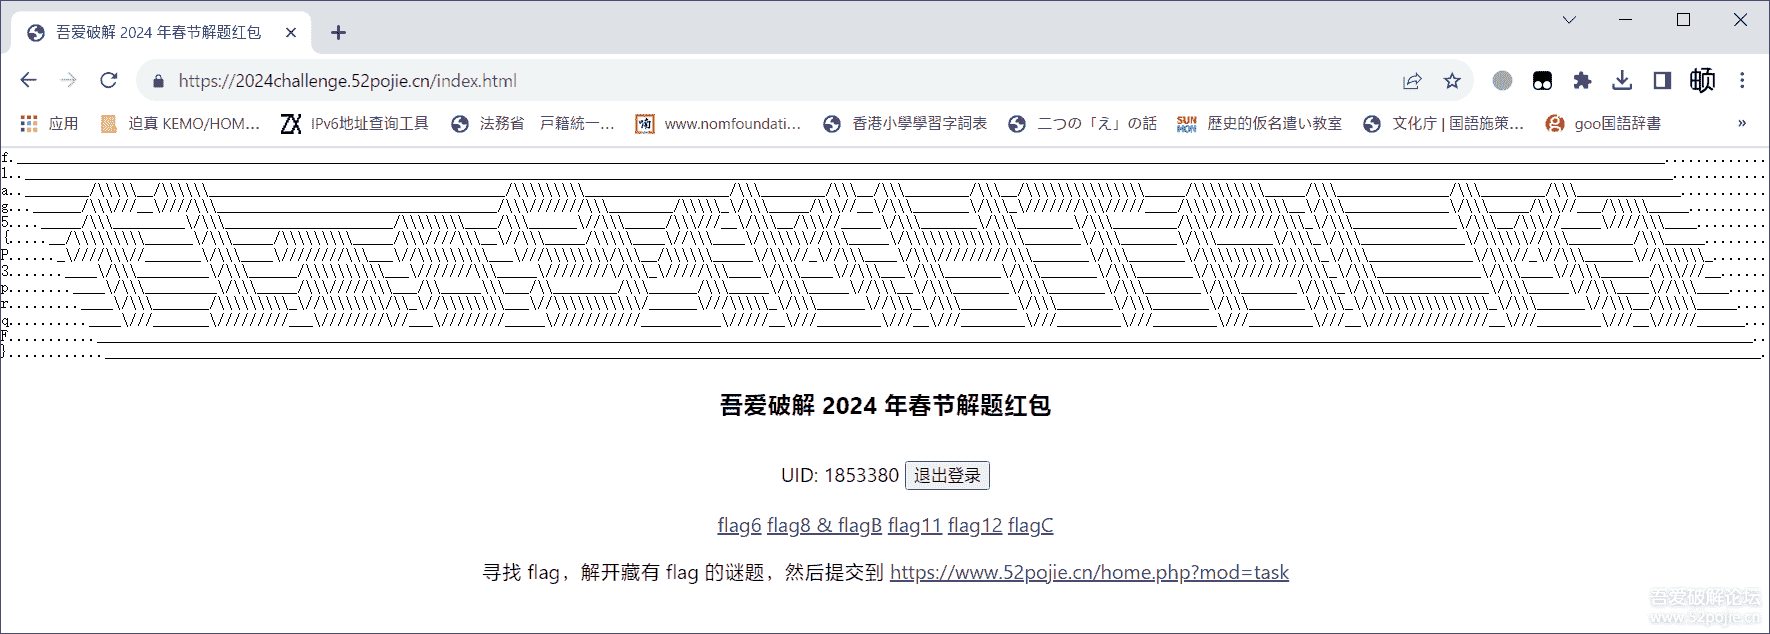 吾爱破解 2024 年春节解题红包
https://2024challenge.52pojie.cn/index.html
应用 迫真 KEMO/HOM... IPv6地址查询工具 法務省 戸籍統一... www.nomfoundati... 香港小學學習字詞表 二つの「え」の話 歴史的仮名遣い教室 文化庁 | 国語施策... goo国語辞書 »
f
l
a
g
5
{
P
3
p
r
q
F
}
吾爱破解 2024 年春节解题红包
UID: 1853380 退出登录
flag6 flag8 & flagB flag11 flag12 flagC
寻找 flag，解开藏有 flag 的谜题，然后提交到 https://www.52pojie.cn/home.php?mod=task
吾爱破解论坛
www.52pojie.cn